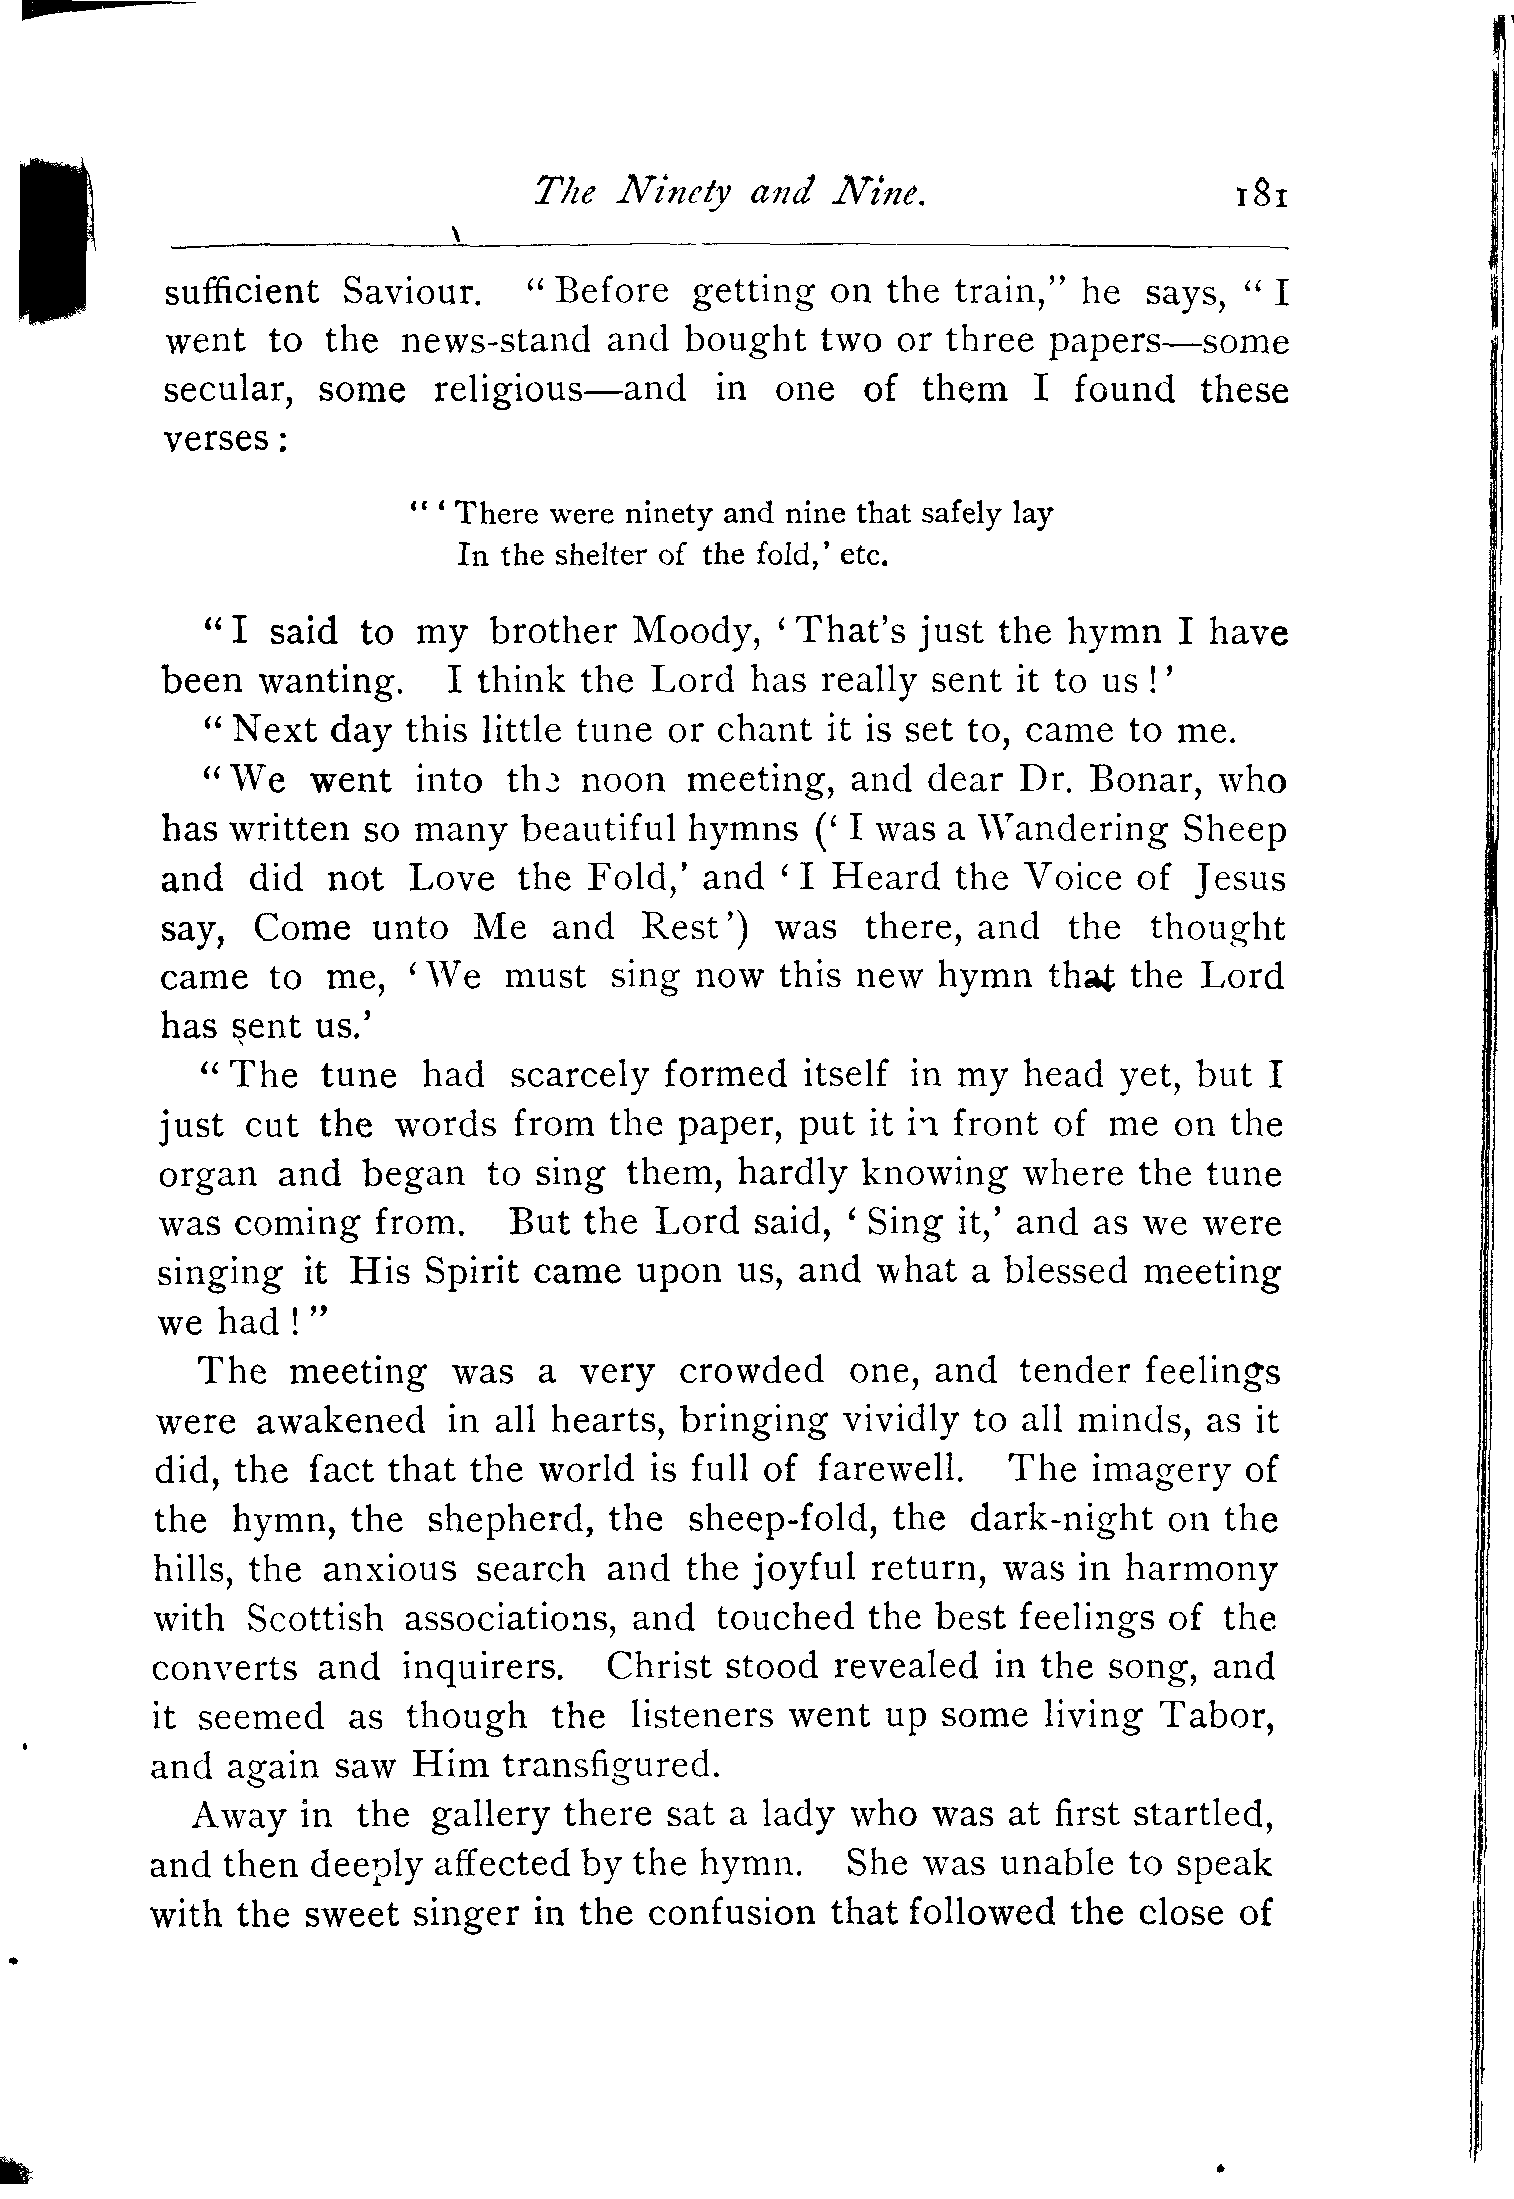 The Ninety and Nine. 181
sufficient Saviour. "Before getting on the train," he says, "I
went to the news-stand and bought two or three papers—some
secular, some religious—and in one of them I found these
verses:
"'There were ninety and nine that safely lay
In the shelter of the fold,' etc.
"I said to my brother Moody, 'That's just the hymn I have
been wanting. I think the Lord has really sent it to us!'
"Next day this little tune or chant it is set to, came to me.
"We went into the noon meeting, and dear Dr. Bonar, who
has written so many beautiful hymns ('I was a Wandering Sheep
and did not Love the Fold,' and 'I Heard the Voice of Jesus
say, Come unto Me and Rest') was there, and the thought
came to me, 'We must sing now this new hymn that the Lord
has sent us.'
"The tune had scarcely formed itself in my head yet, but I
just cut the words from the paper, put it in front of me on the
organ and began to sing them, hardly knowing where the tune
was coming from. But the Lord said, 'Sing it,' and as we were
singing it His Spirit came upon us, and what a blessed meeting
we had!"
The meeting was a very crowded one, and tender feelings
were awakened in all hearts, bringing vividly to all minds, as it
did, the fact that the world is full of farewell. The imagery of
the hymn, the shepherd, the sheep-fold, the dark-night on the
hills, the anxious search and the joyful return, was in harmony
with Scottish associations, and touched the best feelings of the
converts and inquirers. Christ stood revealed in the song, and
it seemed as though the listeners went up some living Tabor,
and again saw Him transfigured.
Away in the gallery there sat a lady who was at first startled,
and then deeply affected by the hymn. She was unable to speak
with the sweet singer in the confusion that followed the close of